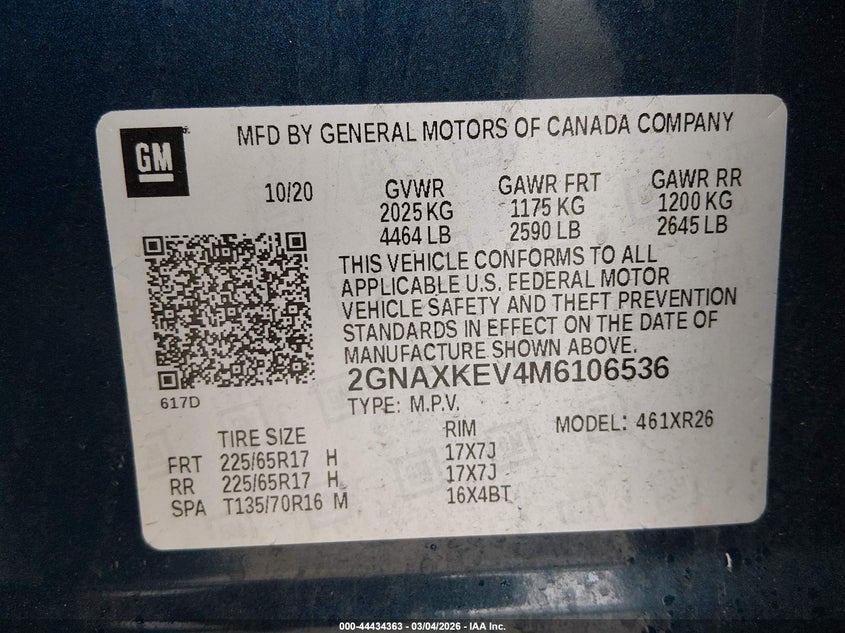 GM
MFD BY GENERAL MOTORS OF CANADA COMPANY
10/20
GVWR GAWR FRT GAWR RR
2025 KG 1175 KG 1200 KG
4464 LB 2590 LB 2645 LB
THIS VEHICLE CONFORMS TO ALL
APPLICABLE U.S. FEDERAL MOTOR
VEHICLE SAFETY AND THEFT PREVENTION
STANDARDS IN EFFECT ON THE DATE OF
MANUFACTURE SHOWN ABOVE.
2GNAXKEV4M6106536
617D
TYPE: M.P.V.
MODEL: 461XR26
TIRE SIZE RIM
FRT 225/65R17 H 17X7J
RR 225/65R17 H 17X7J
SPA T135/70R16 M 16X4BT
000-44434363 - 03/04/2026 - IAA Inc.